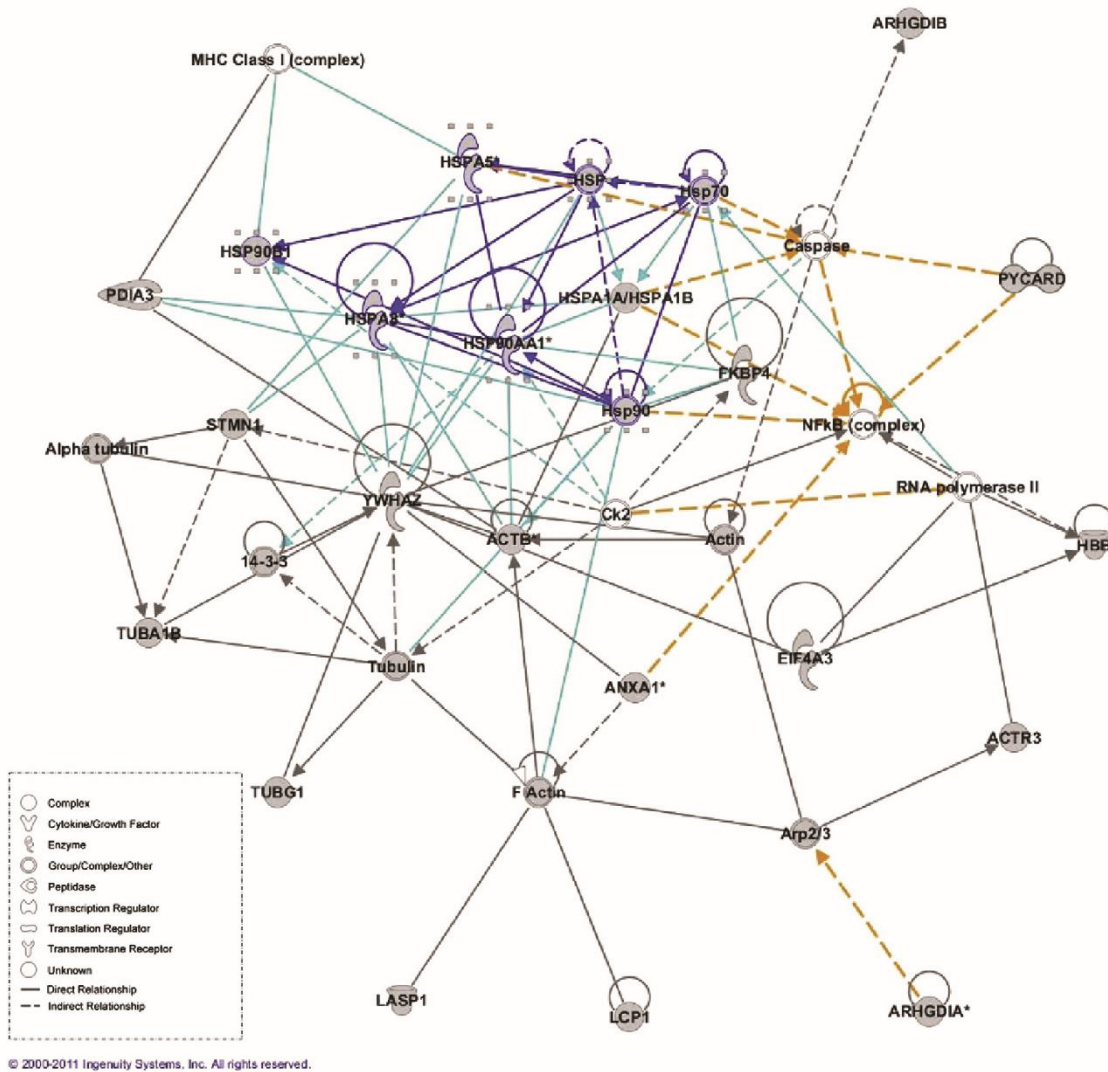 ARHGDIB
MHC Class I (complex)
HSPA5*
HSP
Hsp70
Caspase
HSP90B1
PYCARD
PDIA3
HSPA1A/HSPA1B
HSPA8*
HSP90AA1*
FKBP4
Hsp90
STMN1
NFkB (complex)
Alpha tubulin
RNA polymerase II
YWHAZ
Ck2
ACTB*
Actin
HBB
14-3-3
TUBA1B
Tubulin
EIF4A3
ANXA1*
ACTR3
TUBG1
F Actin
Arp2/3
LASP1
LCP1
ARHGDIA*
Complex
Cytokine/Growth Factor
Enzyme
Group/Complex/Other
Peptidase
Transcription Regulator
Translation Regulator
Transmembrane Receptor
Unknown
Direct Relationship
Indirect Relationship
© 2000-2011 Ingenuity Systems, Inc. All rights reserved.